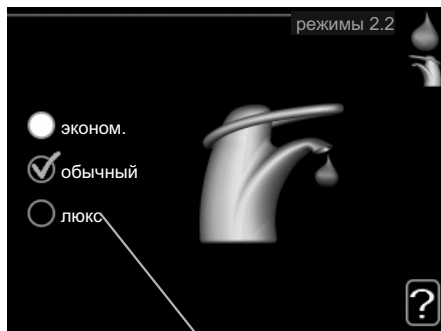 режимы 2.2
эконом.
обычный
люкс
?